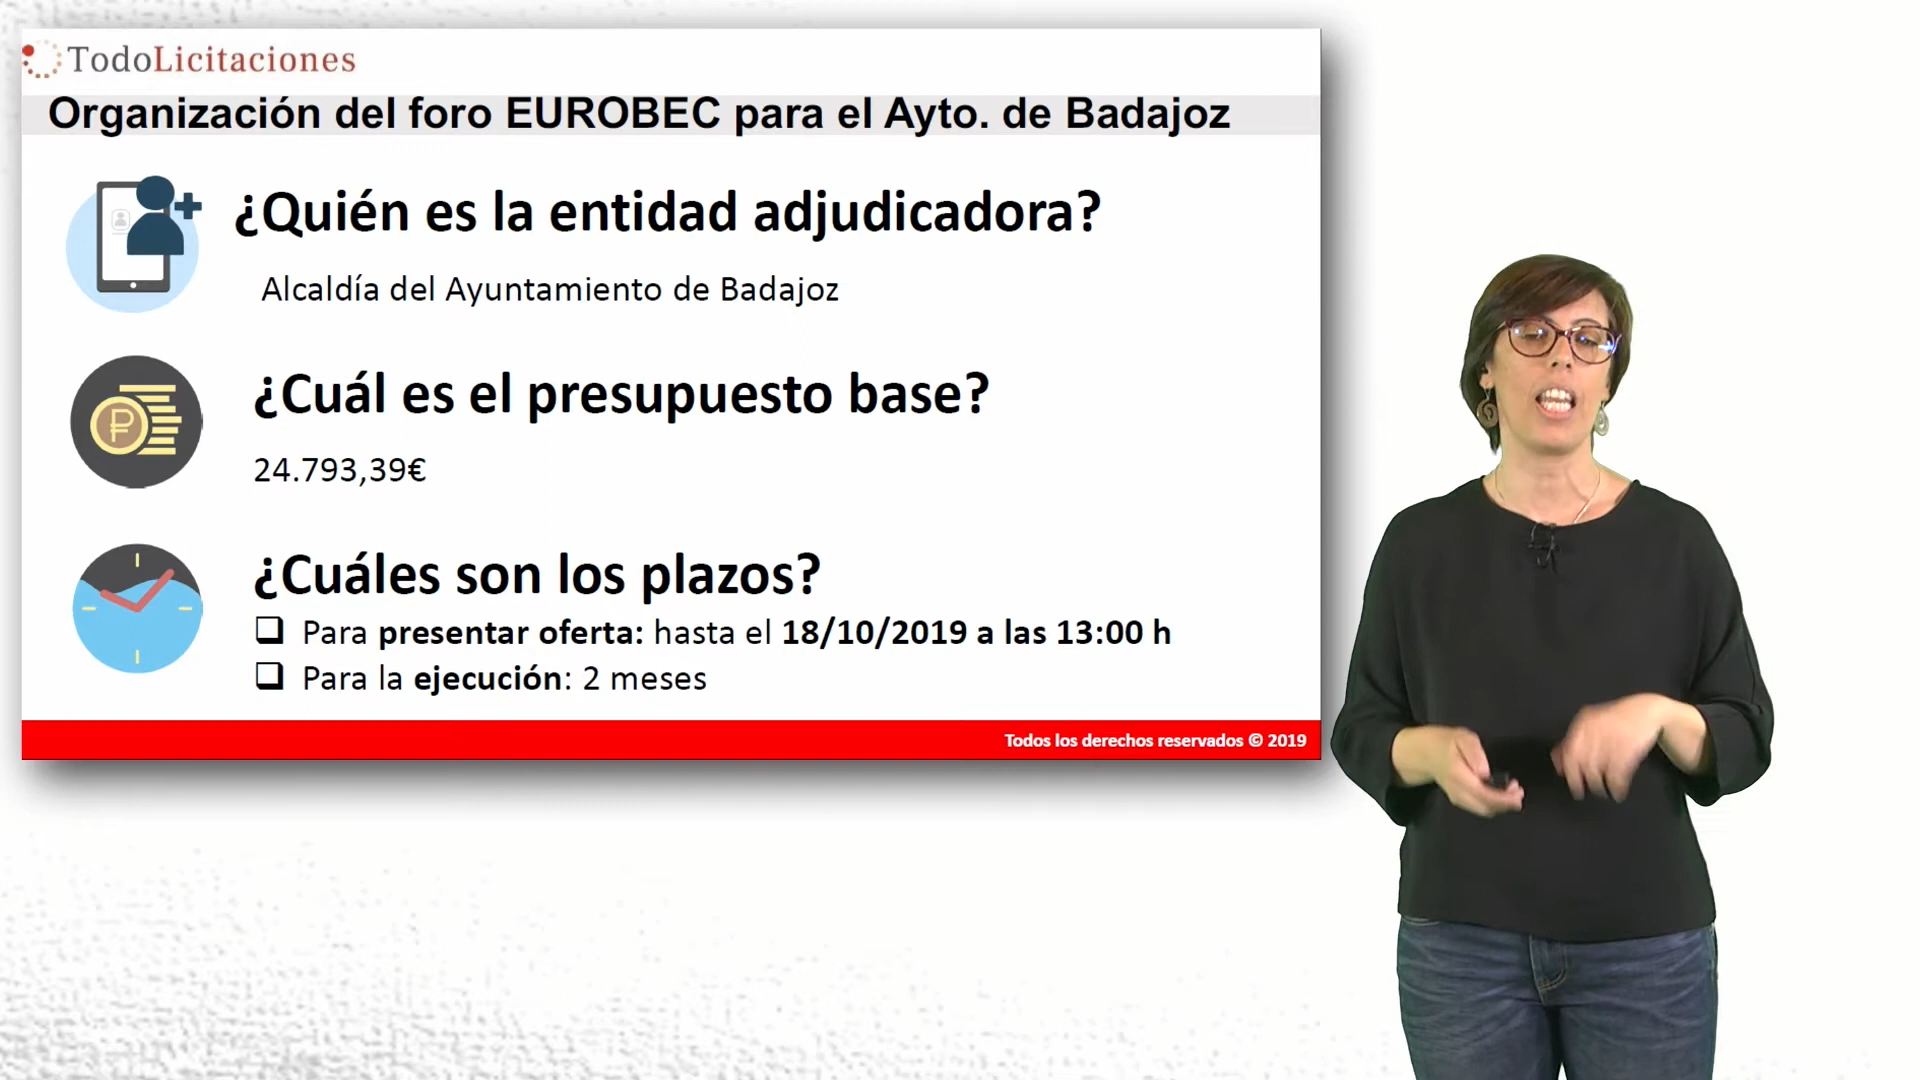 TodoLicitaciones
Organización del foro EUROBEC para el Ayto. de Badajoz
¿Quién es la entidad adjudicadora?
Alcaldía del Ayuntamiento de Badajoz
¿Cuál es el presupuesto base?
24.793,39€
¿Cuáles son los plazos?
Para presentar oferta: hasta el 18/10/2019 a las 13:00 h
Para la ejecución: 2 meses
Todos los derechos reservados © 2019